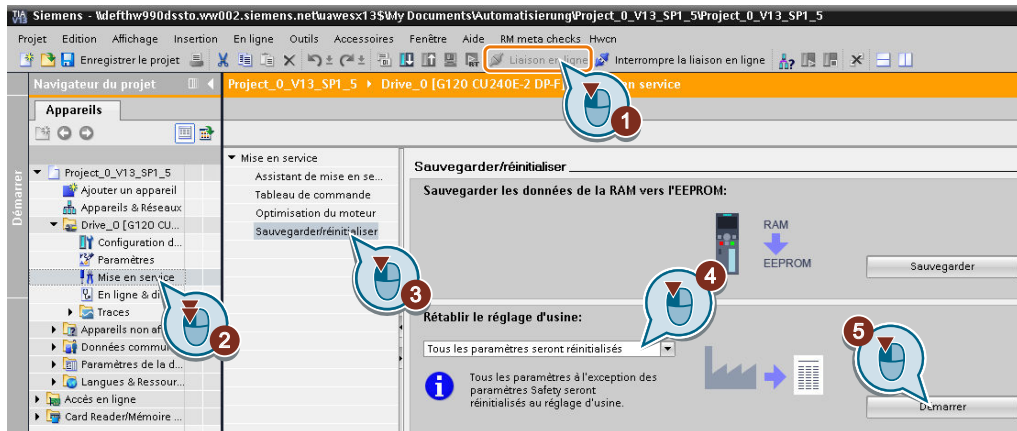 Siemens - \\defthw990dssto.ww002.siemens.net\uawesx13$\My Documents\Automatisierung\Project_0_V13_SP1_5\Project_0_V13_SP1_5
Projet Edition Affichage Insertion En ligne Outils Accessoires Fenêtre Aide RM meta checks Hwcn
Enregistrer le projet Liaison en ligne Interrompre la liaison en ligne
1
Navigateur du projet
Project_0_V13_SP1_5 Drive_0 [G120 CU240E-2 DP-F] n service
Appareils
Démarrer
Project_0_V13_SP1_5
Ajouter un appareil
Appareils & Réseaux
Drive_0 [G120 CU...
Configuration d...
Paramètres
Mise en service
En ligne & di
Traces
Appareils non af
Données commu
Paramètres de la d...
Langues & Ressour...
Accès en ligne
Card Reader/Mémoire ...
2
Mise en service
Assistant de mise en se...
Tableau de commande
Optimisation du moteur
Sauvegarder/réinitialiser
3
Sauvegarder/réinitialiser
Sauvegarder les données de la RAM vers l'EEPROM:
RAM
EEPROM
Sauvegarder
4
Rétablir le réglage d'usine:
Tous les paramètres seront réinitialisés
Tous les paramètres à l'exception des
paramètres Safety seront
réinitialisés au réglage d'usine.
5
Démarrer